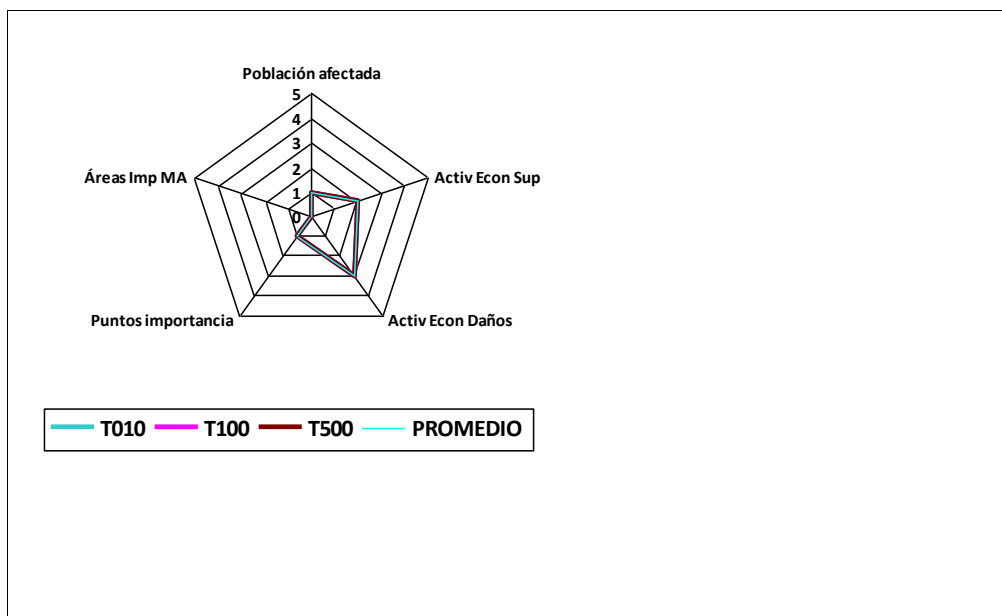 Población afectada
5
4
3
2
1
0
Áreas Imp MA
Activ Econ Sup
Puntos importancia
Activ Econ Daños
T010 T100 T500 PROMEDIO